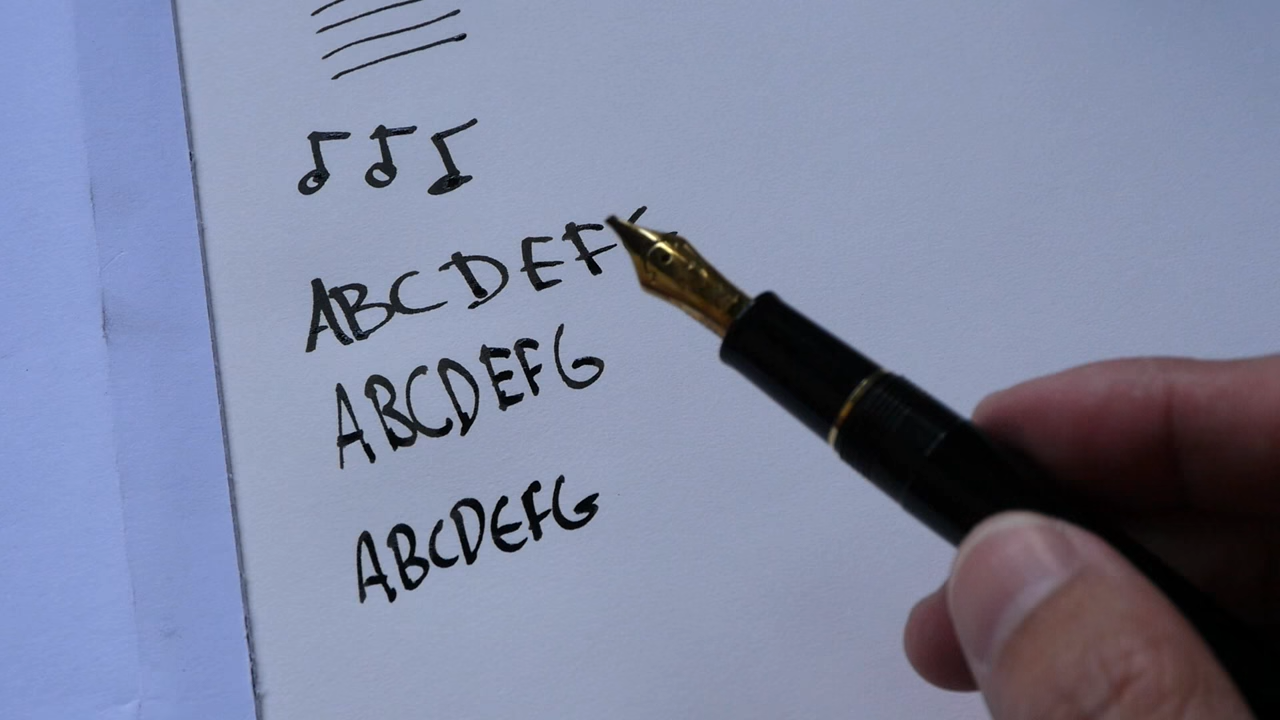 ♪ ♪ ♪
ABCDEF
ABCDEFG
ABCDEFG